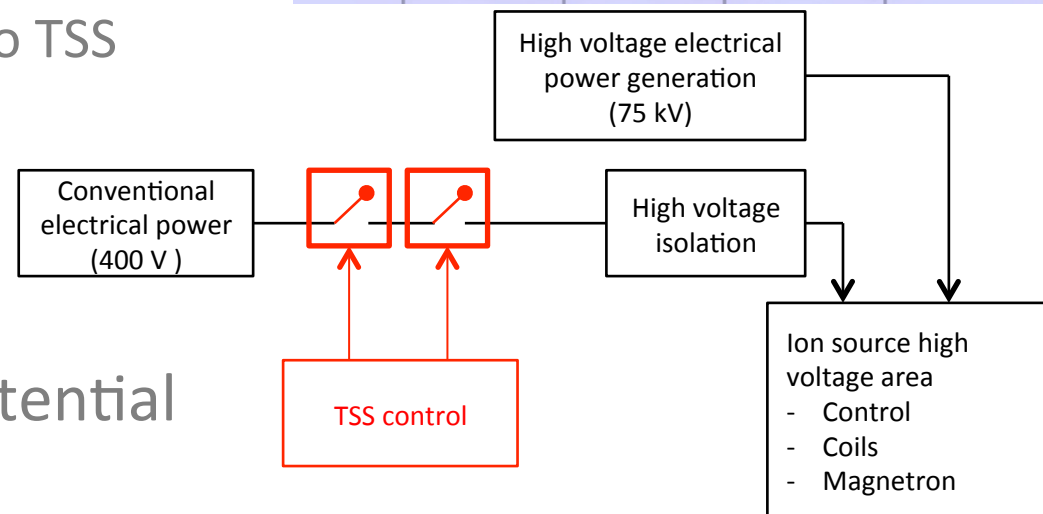 o TSS
High voltage electrical
power generation
(75 kV)
Conventional
electrical power
(400 V )
High voltage
isolation
Ion source high
voltage area
- Control
- Coils
- Magnetron
TSS control
tential